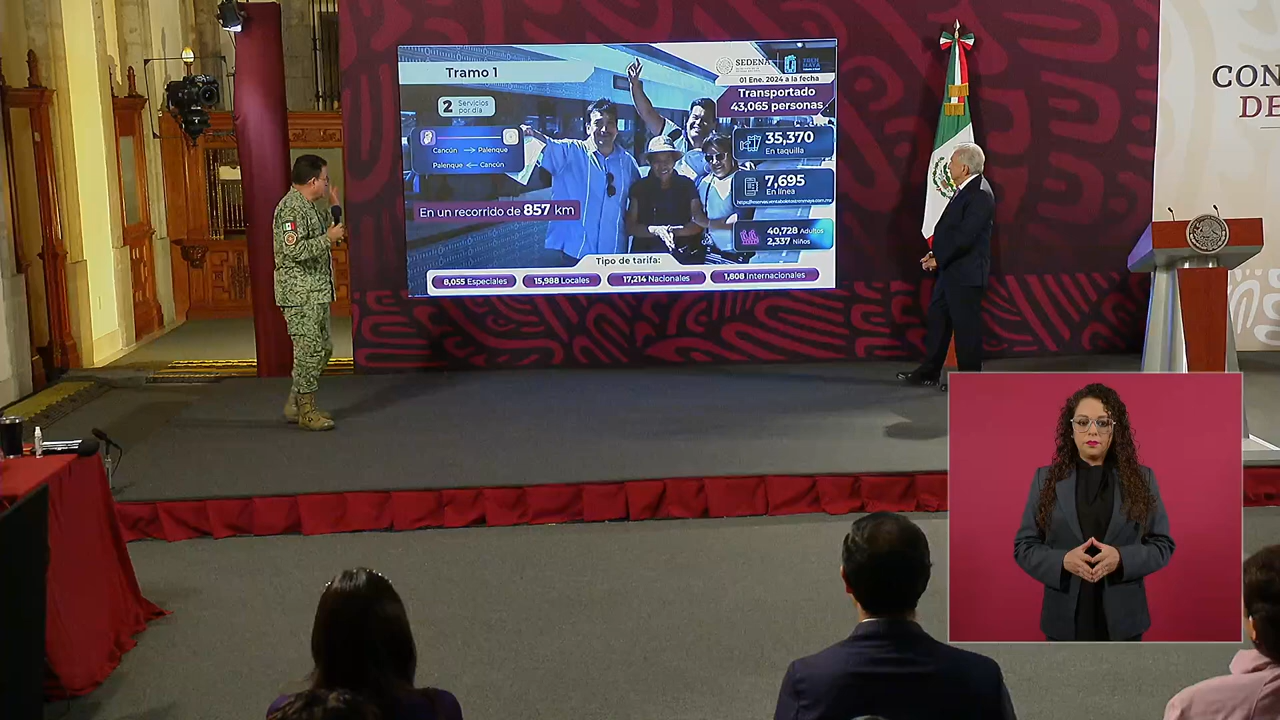 Tramo 1
SEDENA
TREN MAYA
01 Ene. 2024 a la fecha
Transportado
43,065 personas
2 Servicios por día
Cancún → Palenque
Palenque ← Cancún
35,370
En taquilla
7,695
En línea
En un recorrido de 857 km
40,728 Adultos
2,337 Niños
Tipo de tarifa:
8,055 Especiales
15,988 Locales
17,214 Nacionales
1,808 Internacionales
CON
DE